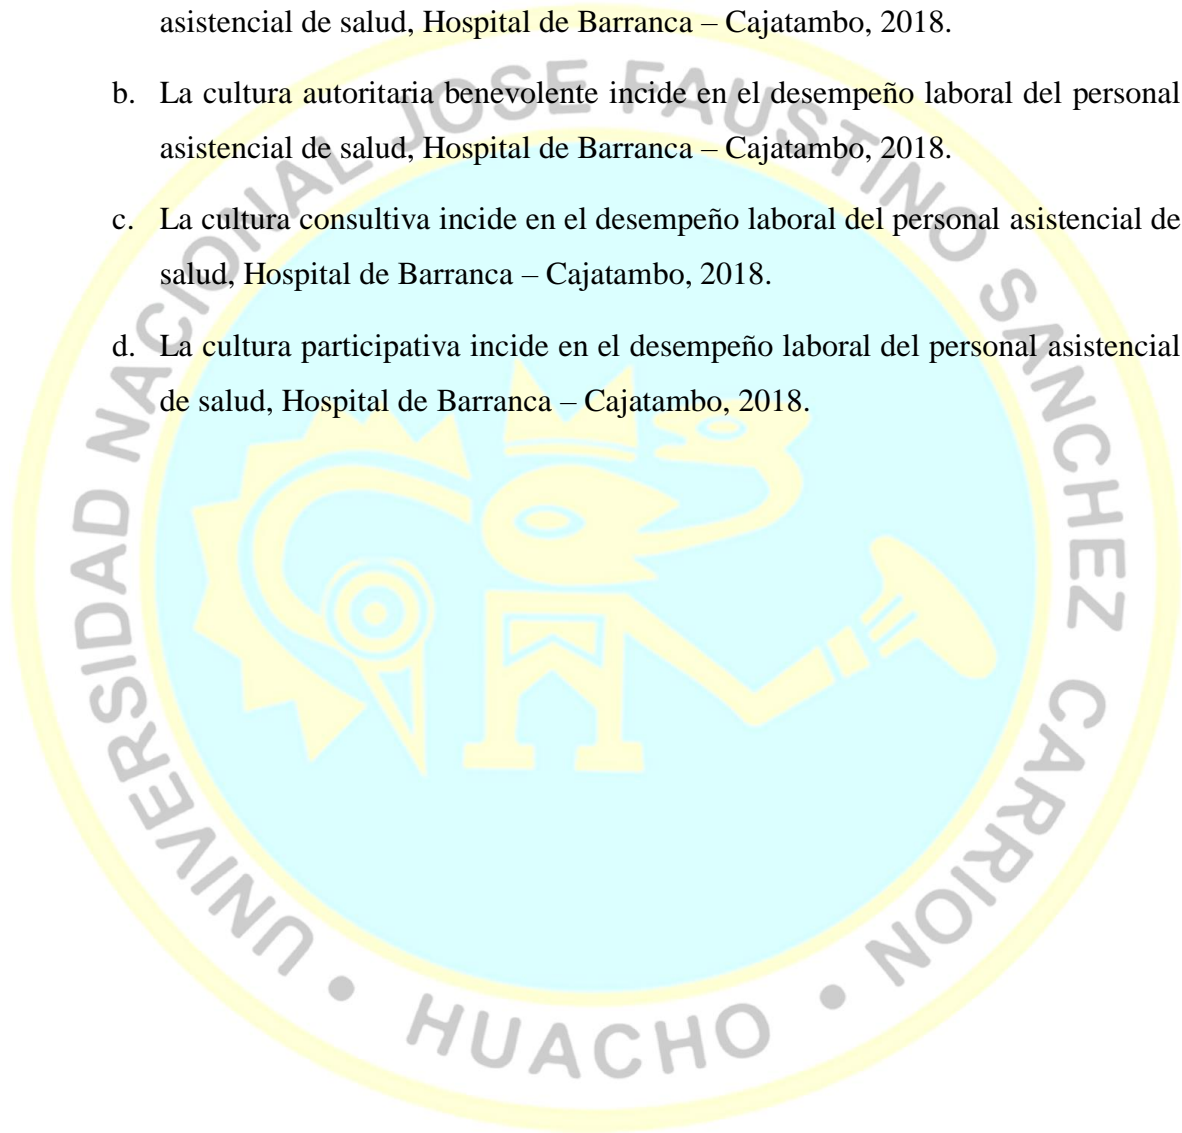 asistencial de salud, Hospital de Barranca – Cajatambo, 2018.
b. La cultura autoritaria benevolente incide en el desempeño laboral del personal
asistencial de salud, Hospital de Barranca – Cajatambo, 2018.
c. La cultura consultiva incide en el desempeño laboral del personal asistencial de
salud, Hospital de Barranca – Cajatambo, 2018.
d. La cultura participativa incide en el desempeño laboral del personal asistencial
de salud, Hospital de Barranca – Cajatambo, 2018.
UNIVERSIDAD NACIONAL JOSE FAUSTINO SANCHEZ CARRION
• HUACHO •